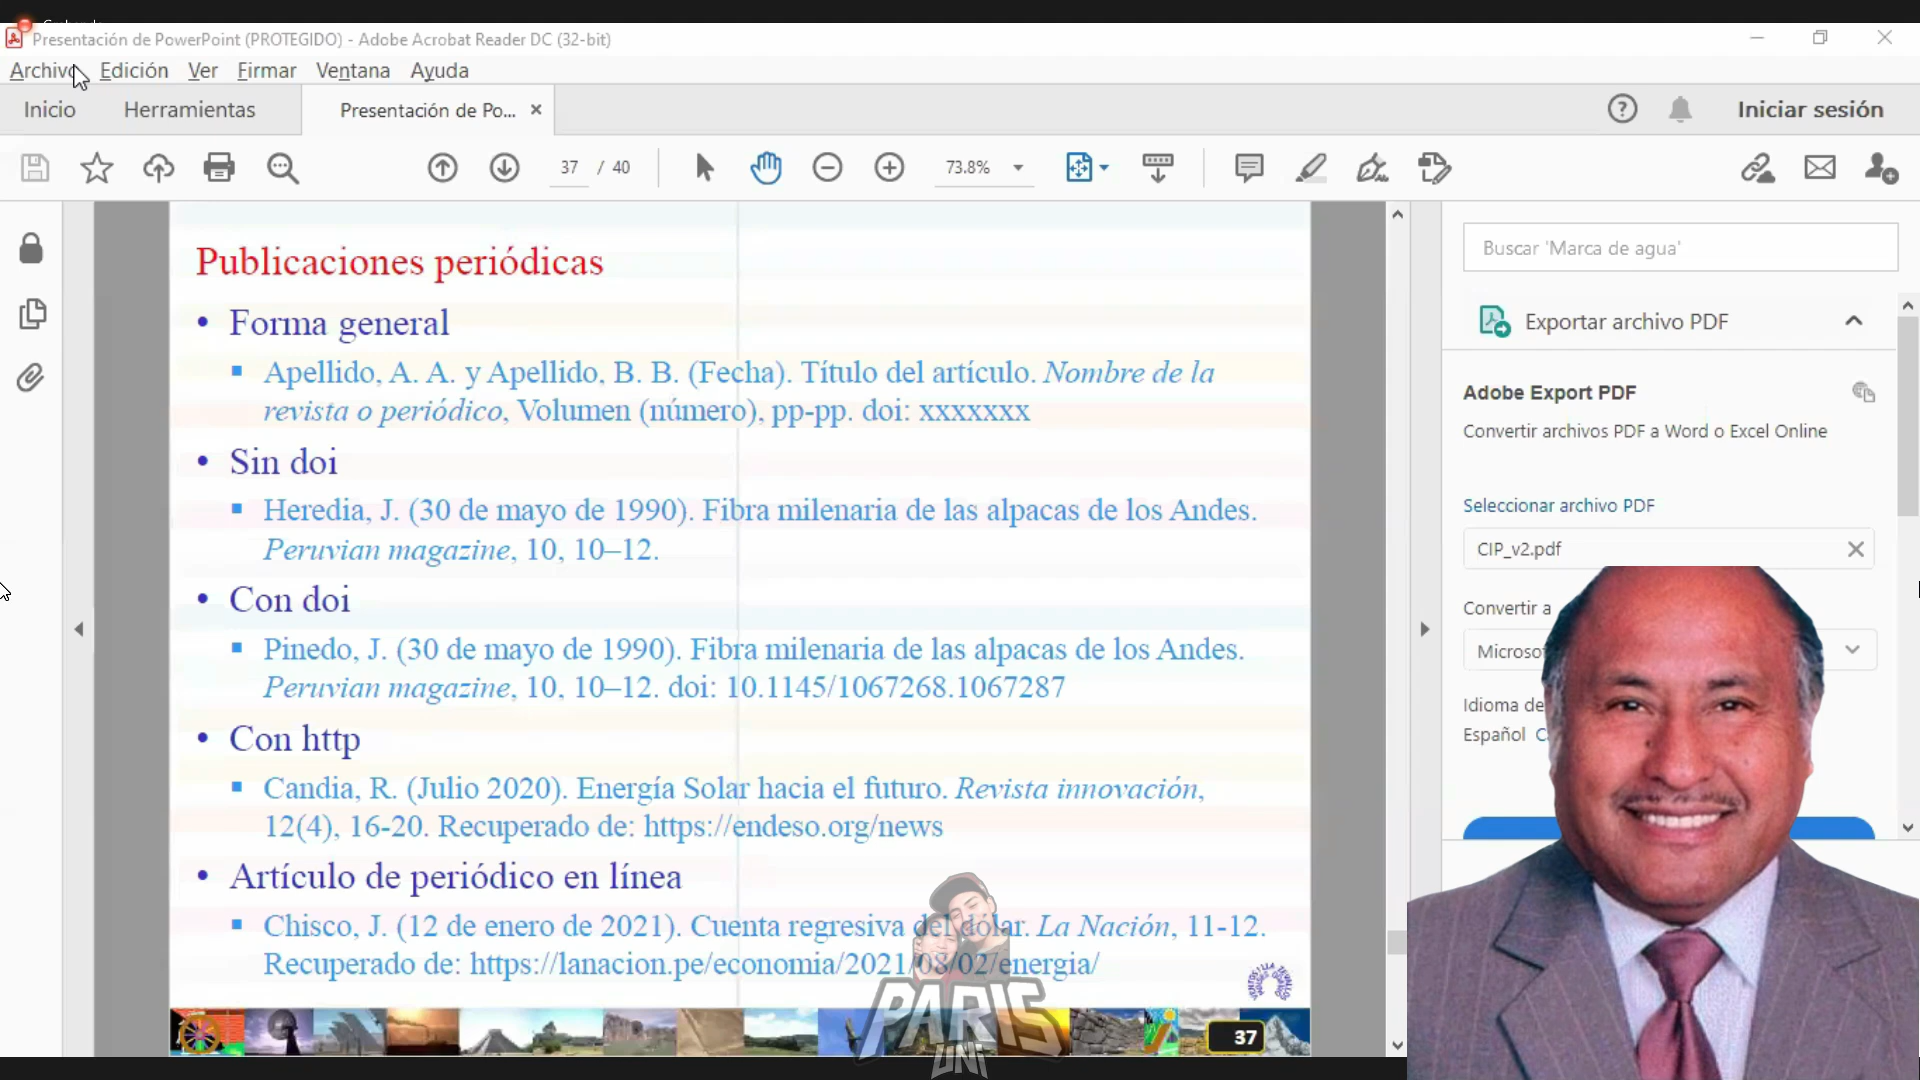 Presentación de PowerPoint (PROTEGIDO) - Adobe Acrobat Reader DC (32-bit)
Archivo Edición Ver Firmar Ventana Ayuda
Inicio Herramientas Presentación de Po... Iniciar sesión
37 / 40 73.8%
Publicaciones periódicas
• Forma general
Apellido, A. A. y Apellido, B. B. (Fecha). Título del artículo. Nombre de la
revista o periódico, Volumen (número), pp-pp. doi: xxxxxxx
• Sin doi
Heredia, J. (30 de mayo de 1990). Fibra milenaria de las alpacas de los Andes.
Peruvian magazine, 10, 10–12.
• Con doi
Pinedo, J. (30 de mayo de 1990). Fibra milenaria de las alpacas de los Andes.
Peruvian magazine, 10, 10–12. doi: 10.1145/1067268.1067287
• Con http
Candia, R. (Julio 2020). Energía Solar hacia el futuro. Revista innovación,
12(4), 16-20. Recuperado de: https://endeso.org/news
• Artículo de periódico en línea
Chisco, J. (12 de enero de 2021). Cuenta regresiva del dólar. La Nación, 11-12.
Recuperado de: https://lanacion.pe/economia/2021/08/02/energia/
PARIS
UNI
37
Buscar 'Marca de agua'
Exportar archivo PDF
Adobe Export PDF
Convertir archivos PDF a Word o Excel Online
Seleccionar archivo PDF
CIP_v2.pdf
Convertir a
Microso
Idioma de
Español